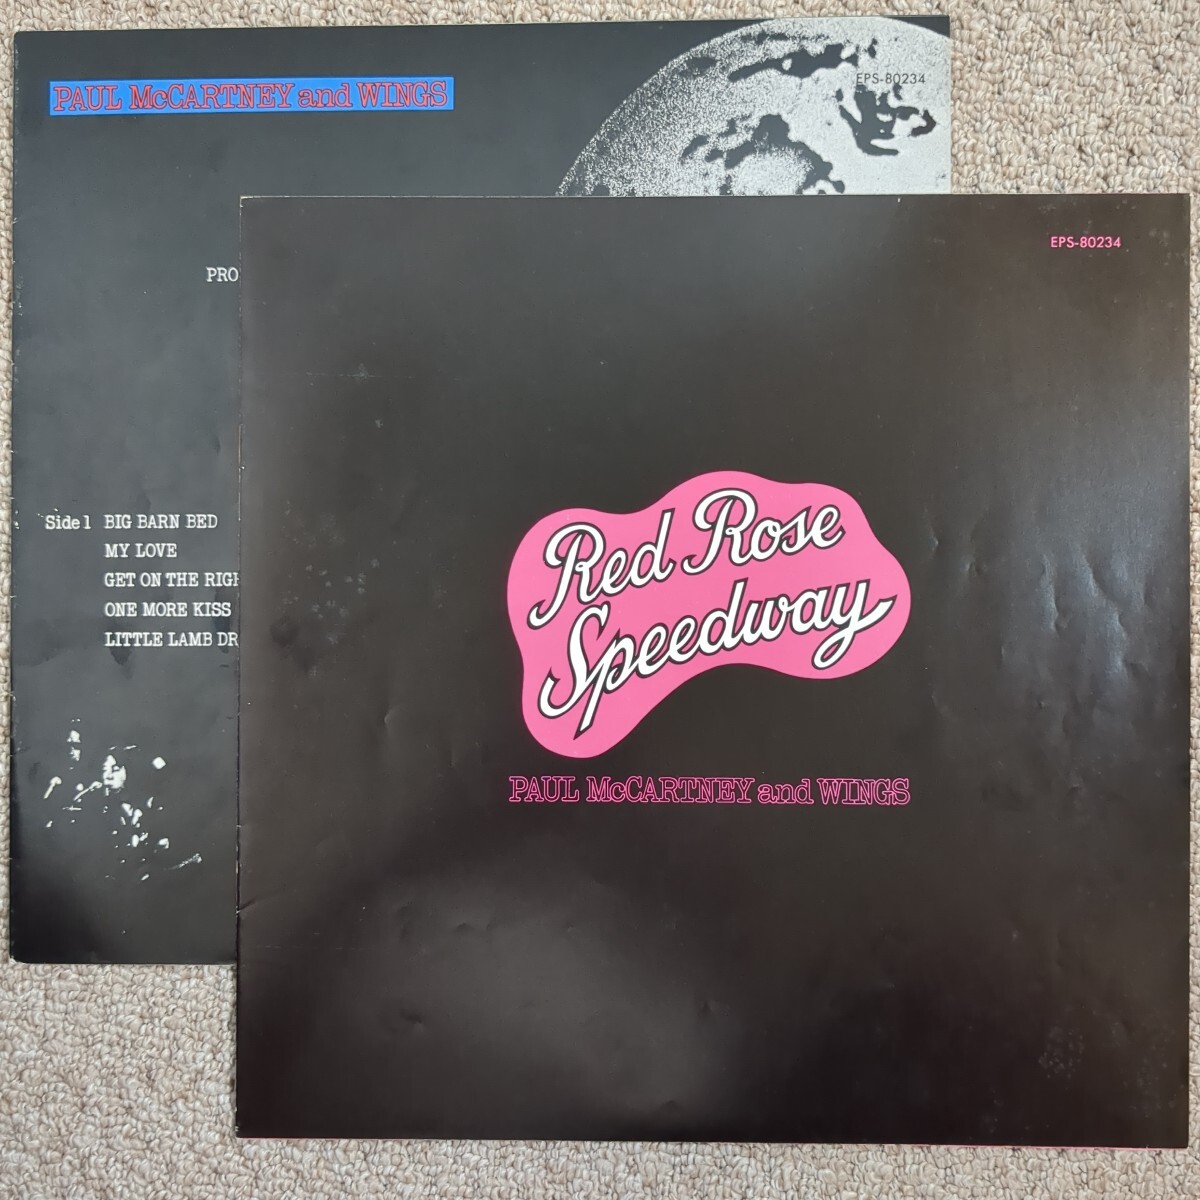 PAUL McCARTNEY and WINGS
EPS-80234
PRO
Side 1 BIG BARN BED
MY LOVE
GET ON THE RIGH
ONE MORE KISS
LITTLE LAMB DR
EPS-80234
Red Rose
Speedway
PAUL McCARTNEY and WINGS